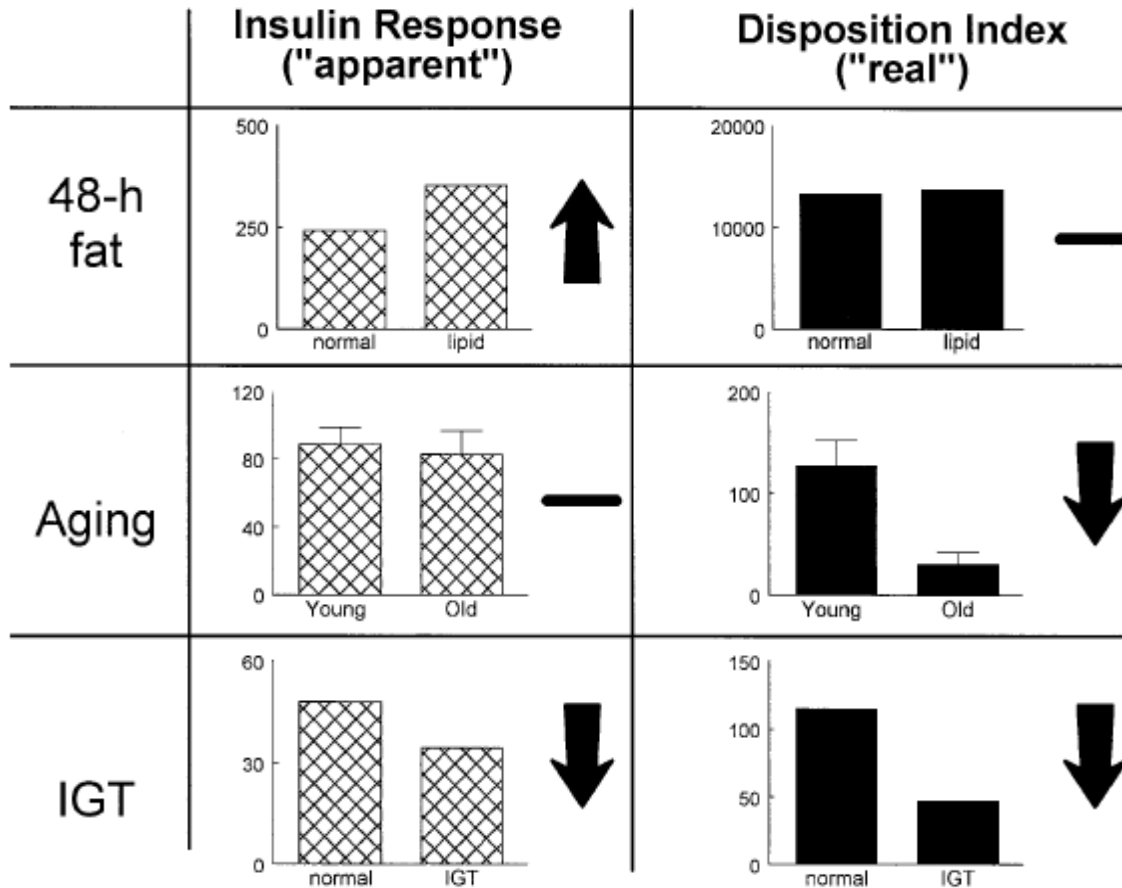 Insulin Response
("apparent")
Disposition Index
("real")
48-h
fat
500
250
0
normal lipid
20000
10000
0
normal lipid
Aging
120
80
40
0
Young Old
200
100
0
Young Old
IGT
60
30
0
normal IGT
150
100
50
0
normal IGT